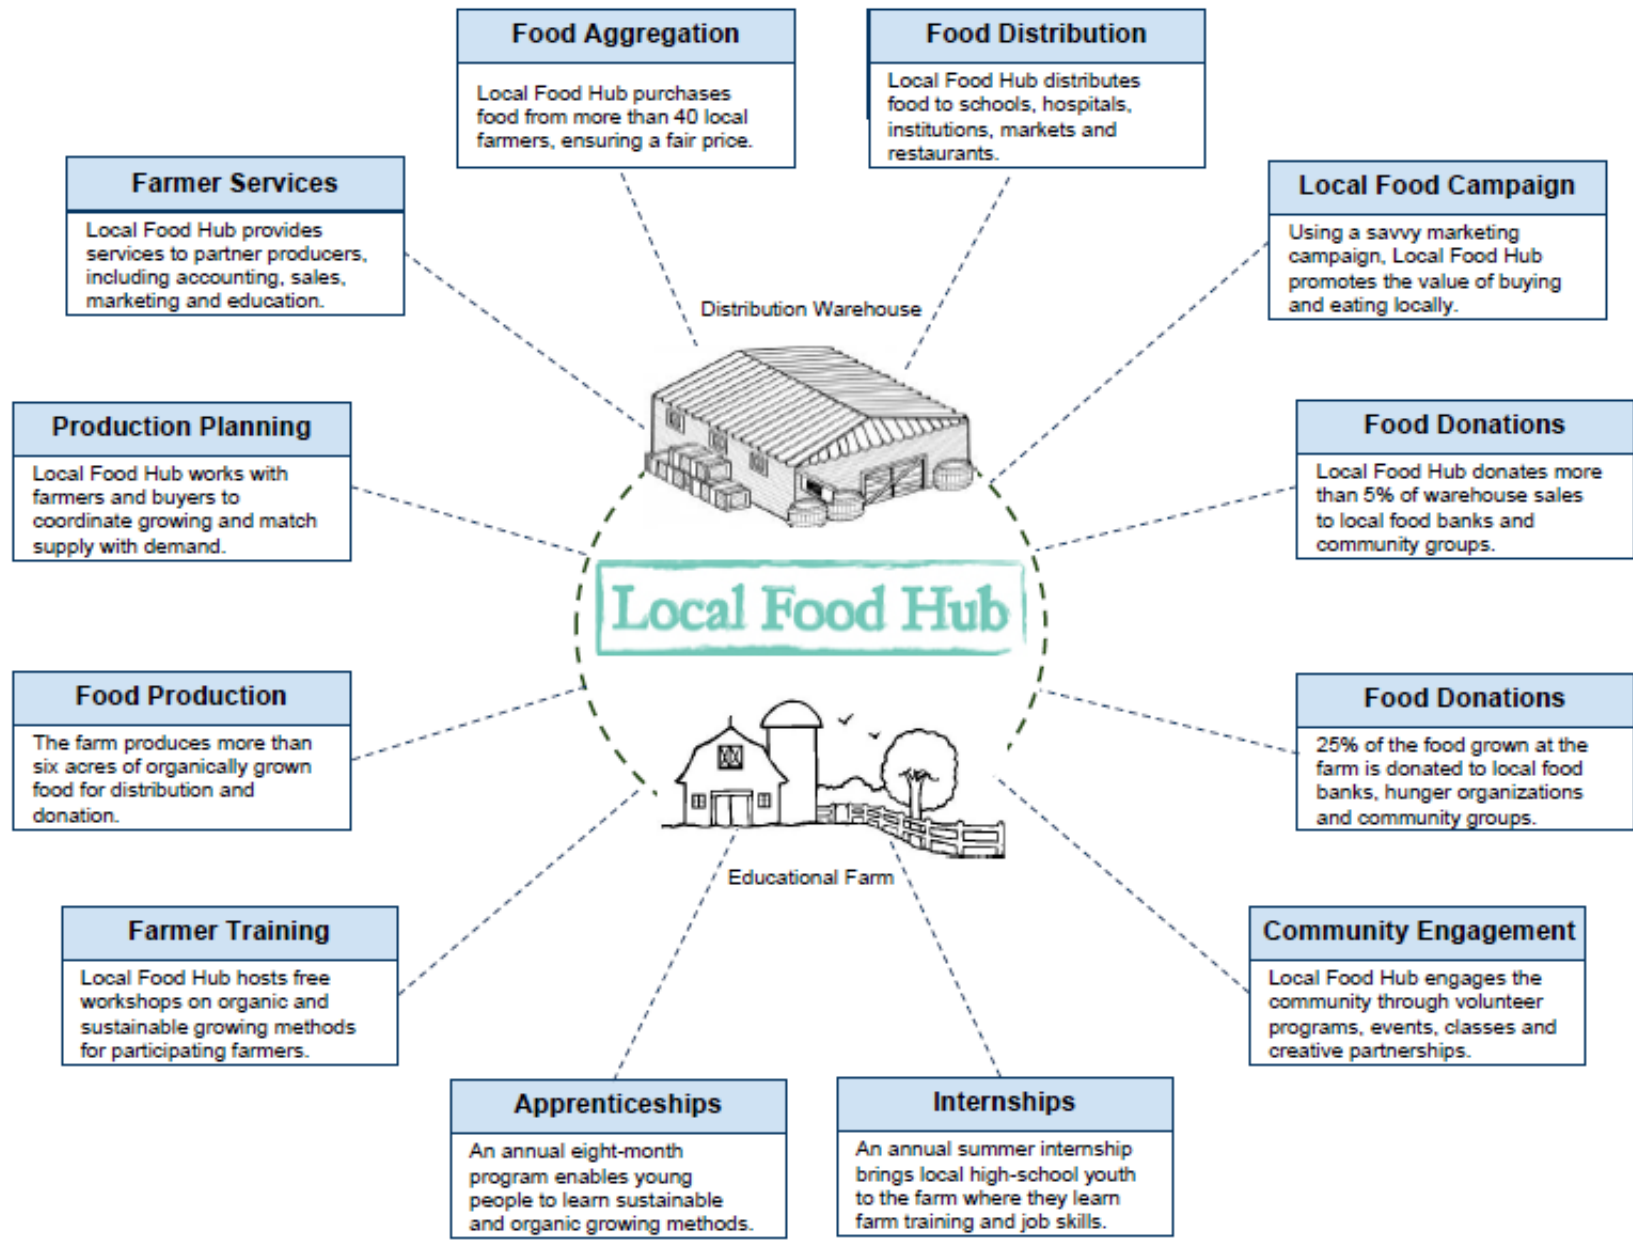 Food Aggregation
Local Food Hub purchases
food from more than 40 local
farmers, ensuring a fair price.
Food Distribution
Local Food Hub distributes
food to schools, hospitals,
institutions, markets and
restaurants.
Farmer Services
Local Food Hub provides
services to partner producers,
including accounting, sales,
marketing and education.
Local Food Campaign
Using a savvy marketing
campaign, Local Food Hub
promotes the value of buying
and eating locally.
Distribution Warehouse
Production Planning
Local Food Hub works with
farmers and buyers to
coordinate growing and match
supply with demand.
Food Donations
Local Food Hub donates more
than 5% of warehouse sales
to local food banks and
community groups.
Local Food Hub
Food Production
The farm produces more than
six acres of organically grown
food for distribution and
donation.
Food Donations
25% of the food grown at the
farm is donated to local food
banks, hunger organizations
and community groups.
Educational Farm
Farmer Training
Local Food Hub hosts free
workshops on organic and
sustainable growing methods
for participating farmers.
Community Engagement
Local Food Hub engages the
community through volunteer
programs, events, classes and
creative partnerships.
Apprenticeships
An annual eight-month
program enables young
people to learn sustainable
and organic growing methods.
Internships
An annual summer internship
brings local high-school youth
to the farm where they learn
farm training and job skills.